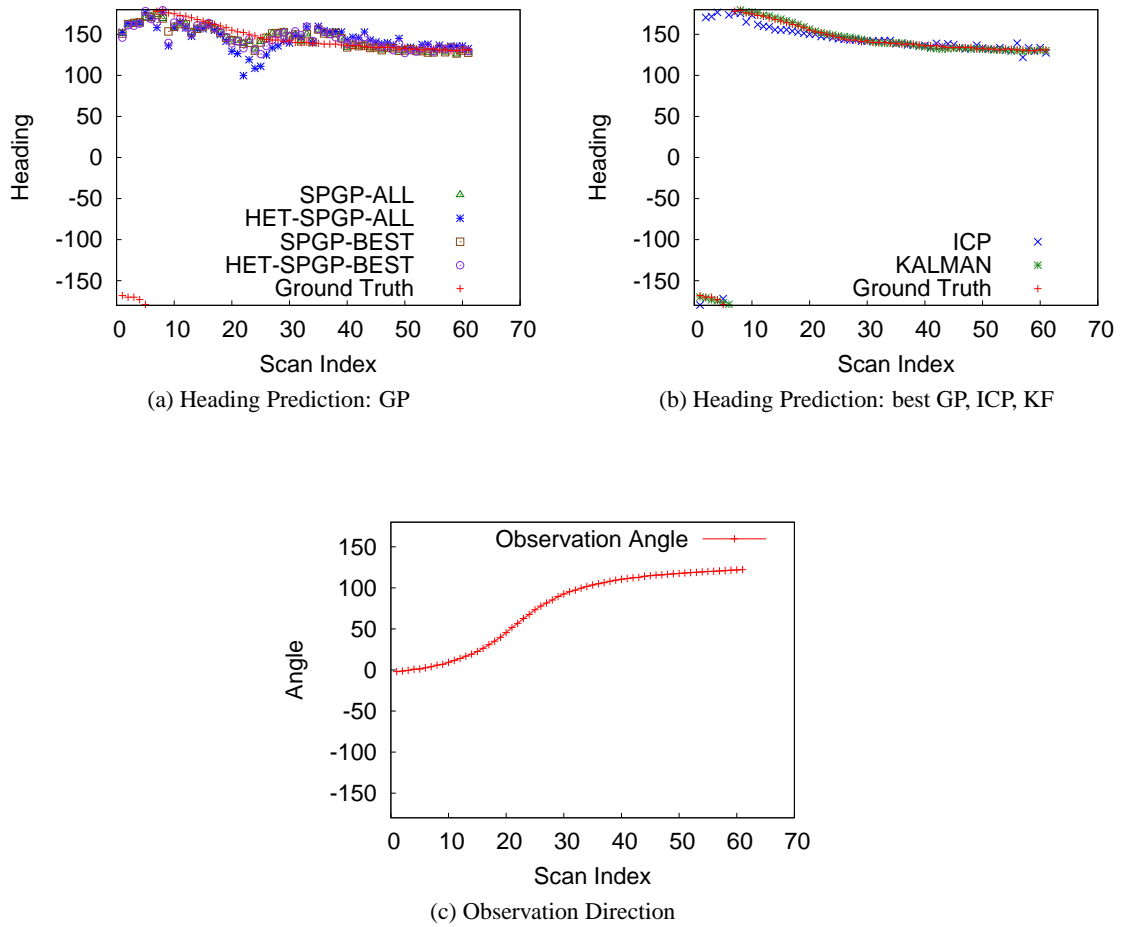 150
100
50
0
-50
-100
-150
0 10 20 30 40 50 60 70
Heading
Scan Index
SPGP-ALL
HET-SPGP-ALL
SPGP-BEST
HET-SPGP-BEST
Ground Truth
(a) Heading Prediction: GP
150
100
50
0
-50
-100
-150
0 10 20 30 40 50 60 70
Heading
Scan Index
ICP
KALMAN
Ground Truth
(b) Heading Prediction: best GP, ICP, KF
150
100
50
0
-50
-100
-150
0 10 20 30 40 50 60 70
Angle
Scan Index
Observation Angle
(c) Observation Direction